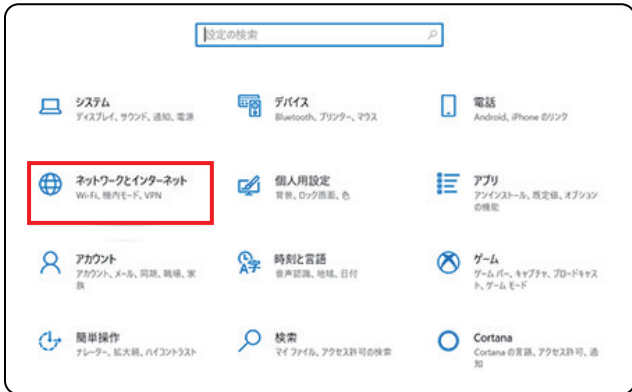 設定の検索
システム
ディスプレイ、サウンド、通知、電源
デバイス
Bluetooth、プリンター、マウス
電話
Android、iPhone のリンク
ネットワークとインターネット
Wi-Fi、機内モード、VPN
個人用設定
背景、ロック画面、色
アプリ
アンインストール、既定値、オプション
の機能
アカウント
アカウント、メール、同期、職場、家
族
時刻と言語
音声認識、地域、日付
ゲーム
ゲーム バー、キャプチャ、ブロードキャス
ト、ゲーム モード
簡単操作
ナレーター、拡大鏡、ハイコントラスト
検索
マイ ファイル、アクセス許可の検索
Cortana
Cortana の言語、アクセス許可、通
知